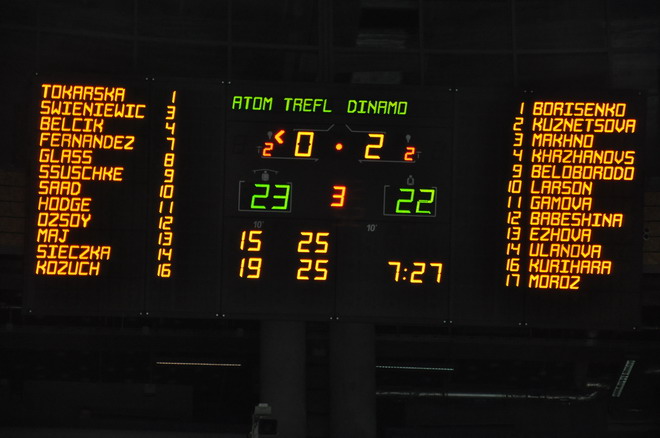 TOKARSKA 1
SWIENIEWIC 3
BELCIK 4
FERNANDEZ 7
GLASS 8
SSUSCHKE 9
SAAD 10
HODGE 11
OZSOY 12
MAJ 13
SIECZKA 14
KOZUCH 16
ATOM TREFL DINAMO
2 < 0 • 2 2
23 3 22
10' 10'
15 25
19 25 7:27
1 BORISENKO
2 KUZNETSOVA
3 MAKHNO
4 KHRZHANOVS
9 BELOBORODO
10 LARSON
11 GAMOVA
12 BABESHINA
13 EZHOVA
14 ULANOVA
16 KURIHARA
17 MOROZ